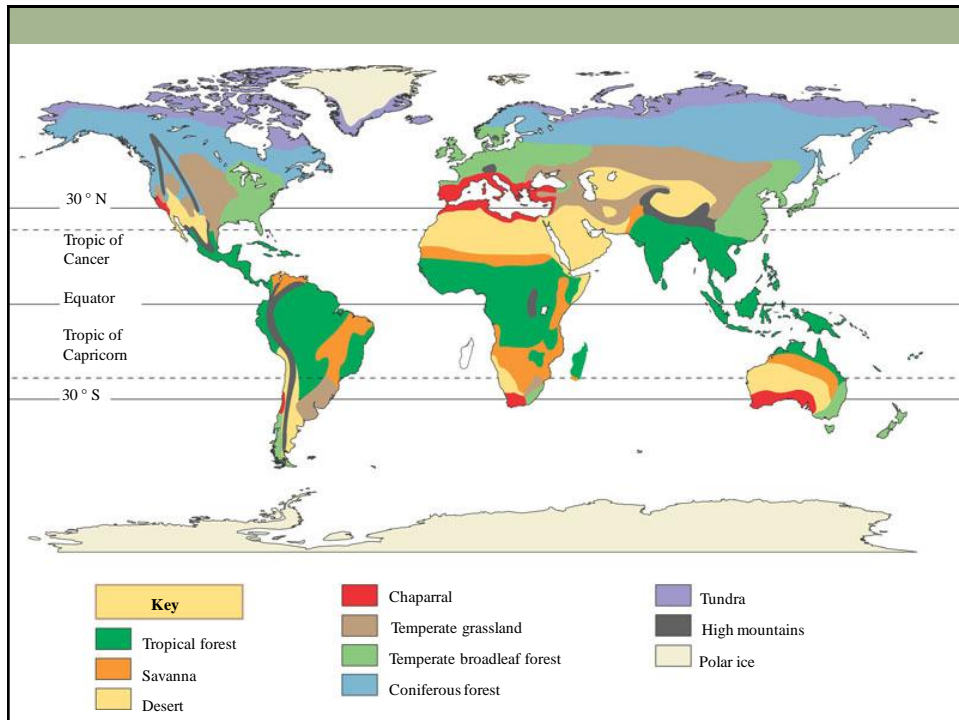 30 ° N
Tropic of
Cancer
Equator
Tropic of
Capricorn
30 ° S
Key
Tropical forest
Savanna
Desert
Chaparral
Temperate grassland
Temperate broadleaf forest
Coniferous forest
Tundra
High mountains
Polar ice